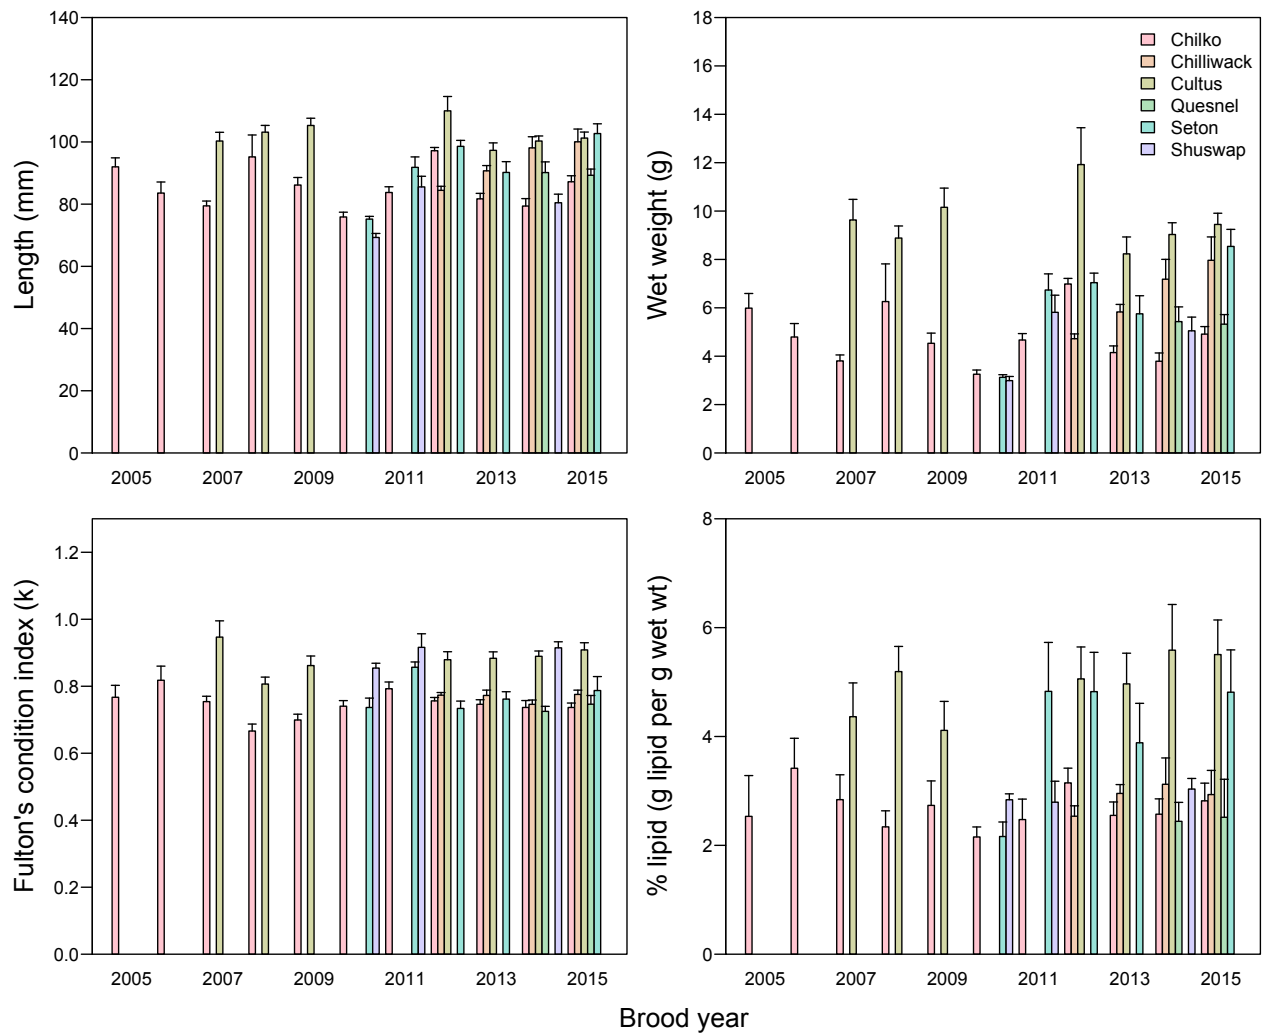 Length (mm)
140
120
100
80
60
40
20
0
2005 2007 2009 2011 2013 2015
Wet weight (g)
18
16
14
12
10
8
6
4
2
0
Chilko
Chilliwack
Cultus
Quesnel
Seton
Shuswap
2005 2007 2009 2011 2013 2015
Fulton's condition index (k)
1.2
1.0
0.8
0.6
0.4
0.2
0.0
2005 2007 2009 2011 2013 2015
% lipid (g lipid per g wet wt)
8
6
4
2
0
2005 2007 2009 2011 2013 2015
Brood year